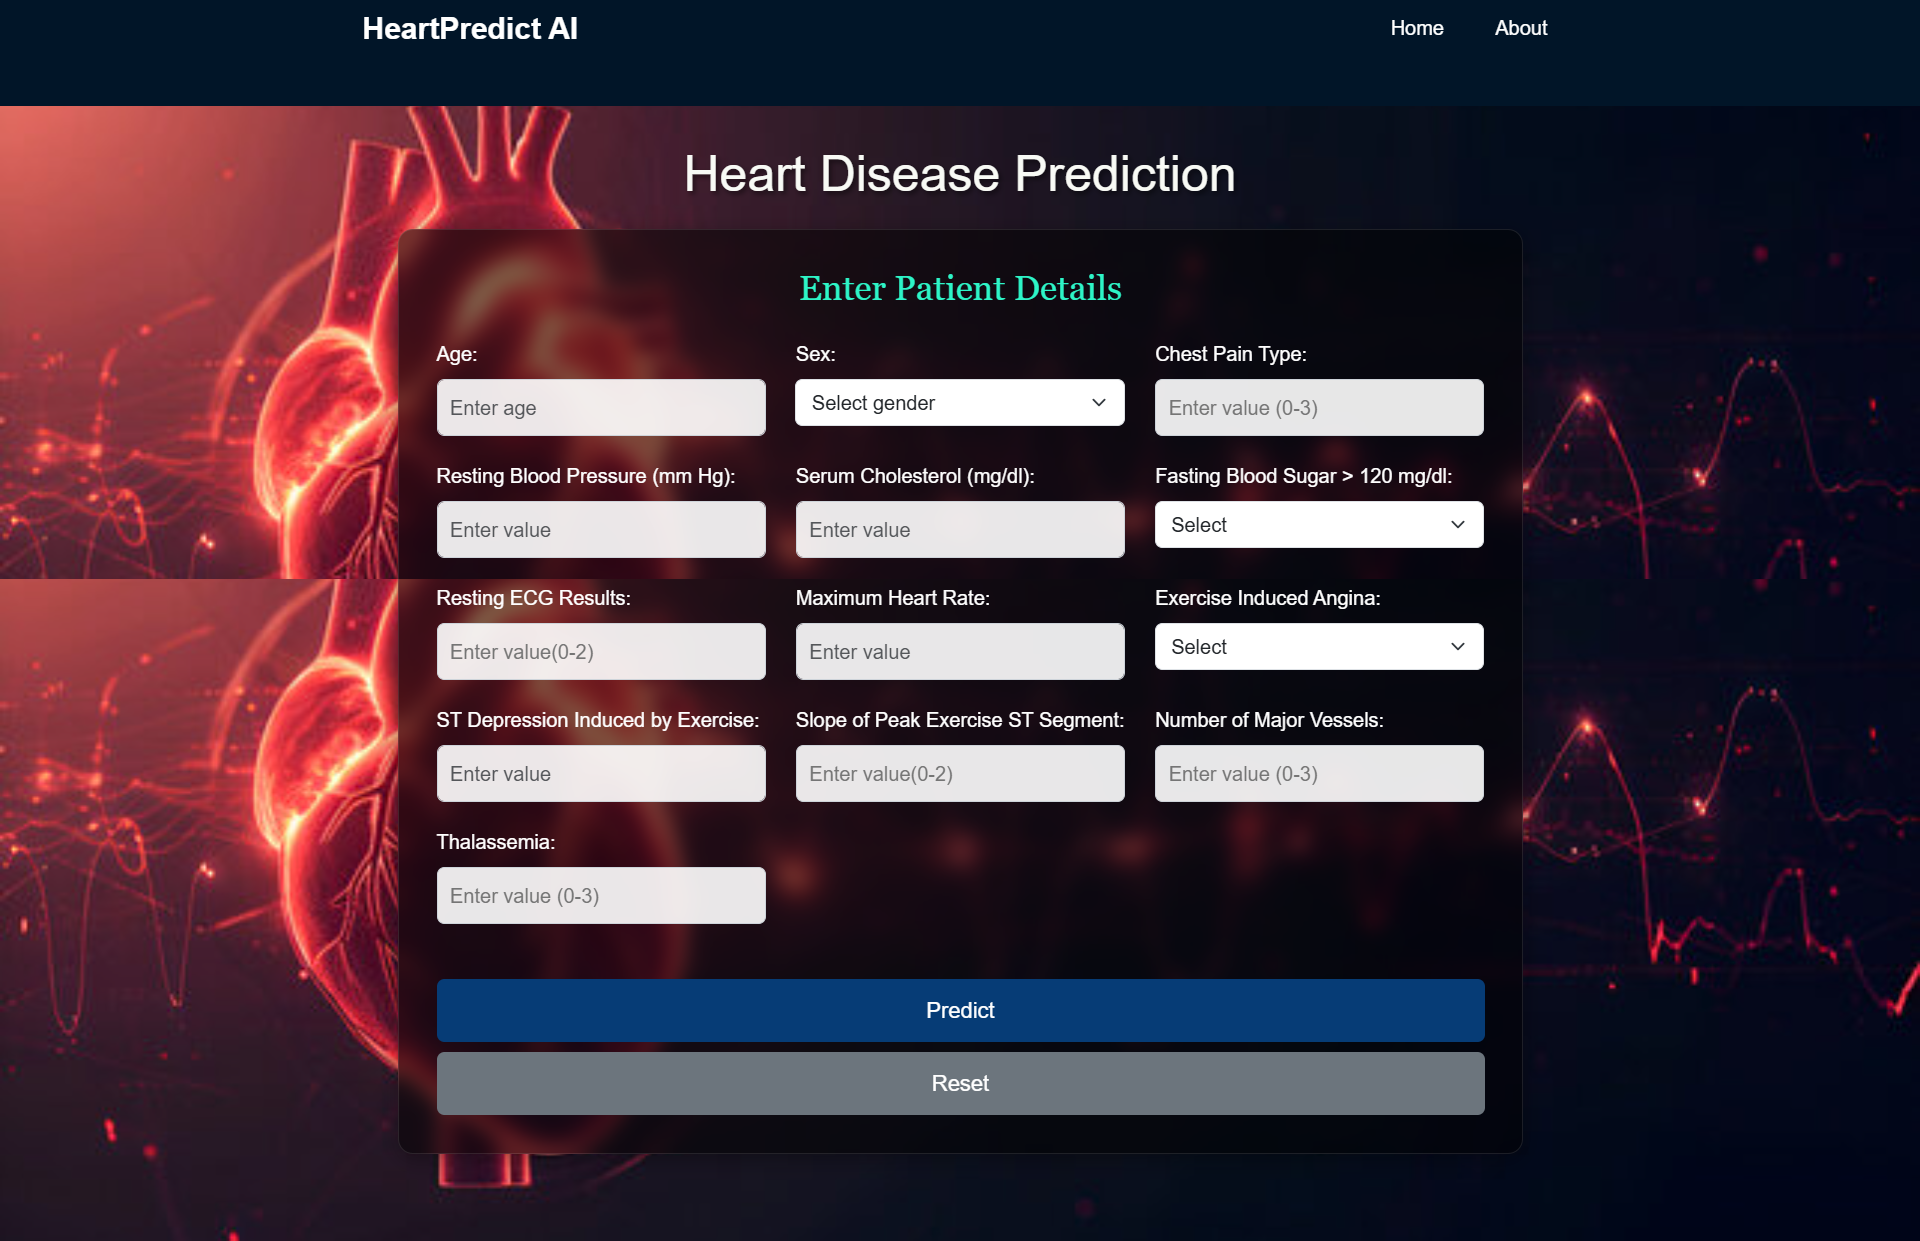 HeartPredict AI
Home
About
Heart Disease Prediction
Enter Patient Details
Age:
Sex:
Chest Pain Type:
Enter age
Select gender
Enter value (0-3)
Resting Blood Pressure (mm Hg):
Serum Cholesterol (mg/dl):
Fasting Blood Sugar > 120 mg/dl:
Enter value
Enter value
Select
Resting ECG Results:
Maximum Heart Rate:
Exercise Induced Angina:
Enter value(0-2)
Enter value
Select
ST Depression Induced by Exercise:
Slope of Peak Exercise ST Segment:
Number of Major Vessels:
Enter value
Enter value(0-2)
Enter value (0-3)
Thalassemia:
Enter value (0-3)
Predict
Reset